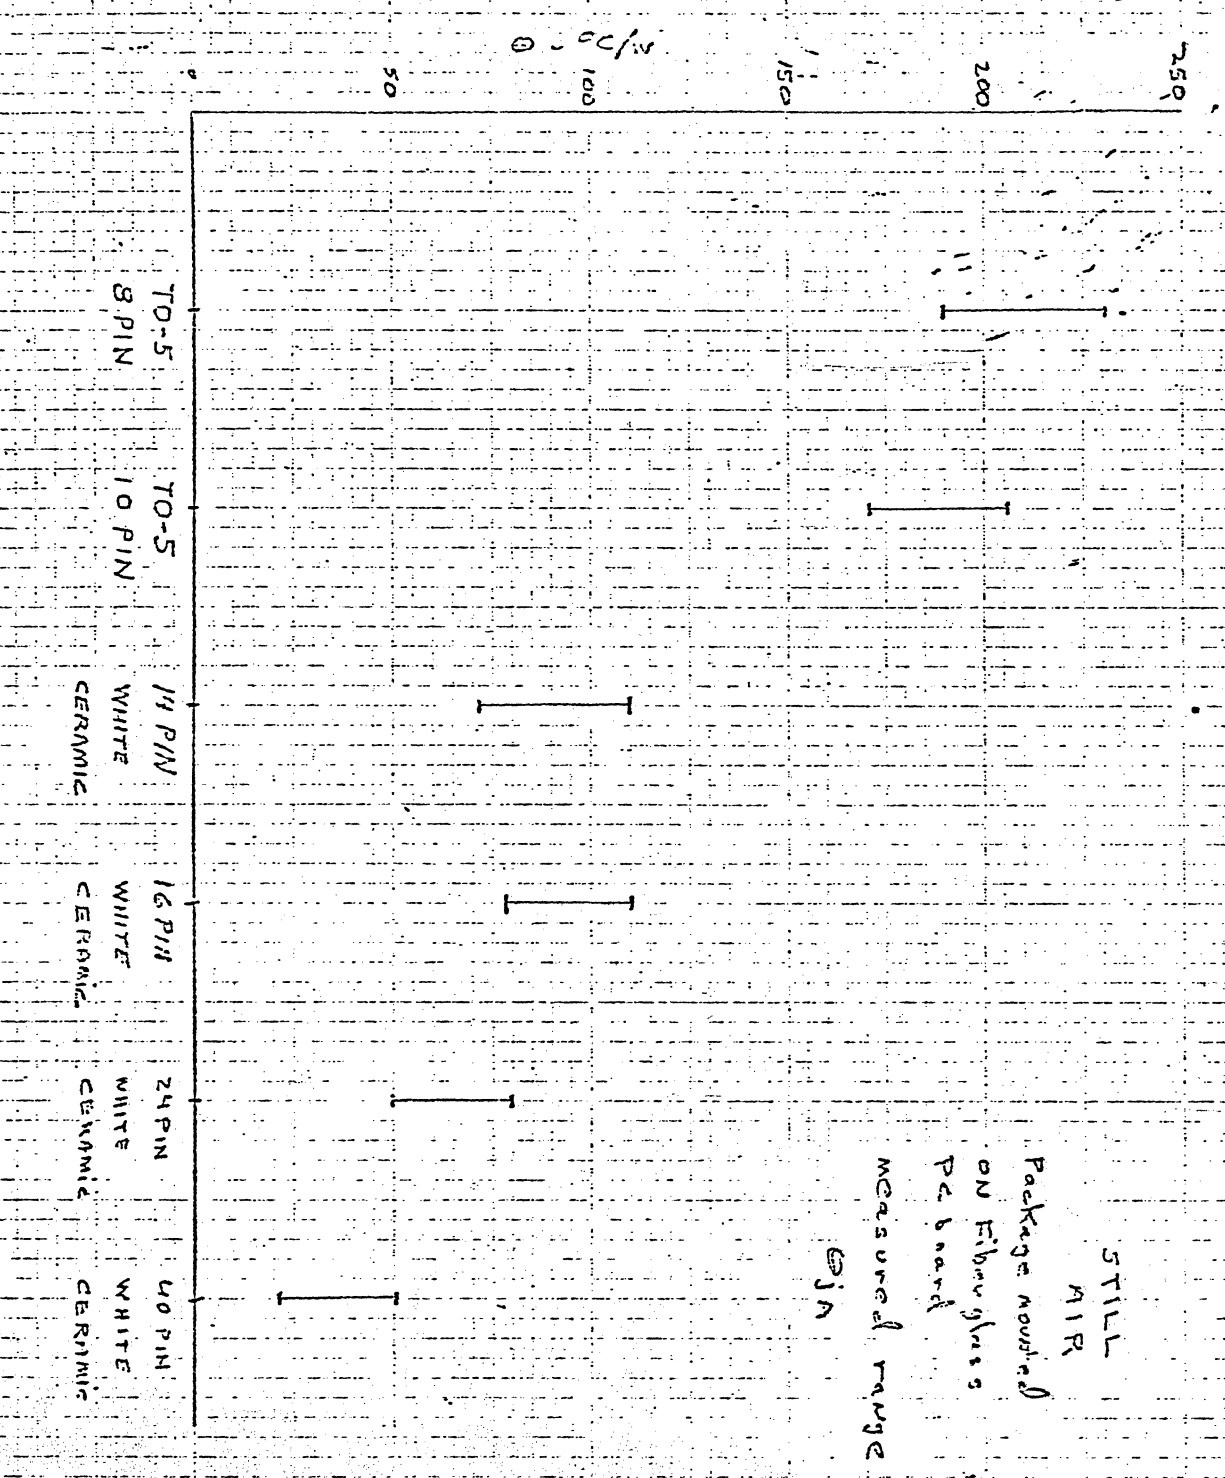 250
200
150
100
50
0
θ - °C/W
TO-5
8 PIN
TO-5
10 PIN
14 PIN
WHITE
CERAMIC
16 PIN
WHITE
CERAMIC
24 PIN
WHITE
CERAMIC
40 PIN
WHITE
CERAMIC
STILL
AIR
Package mounted
ON Fiberglass
PC board
measured range
θjA